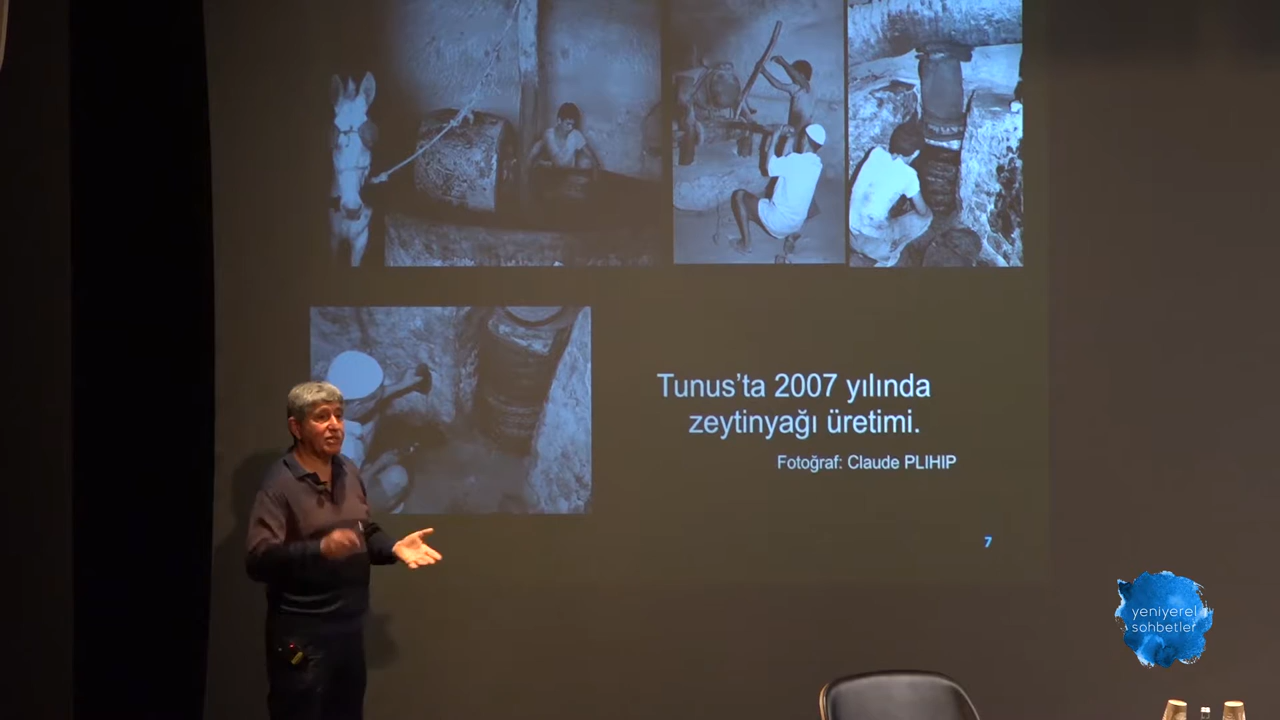 Tunus'ta 2007 yılında
zeytinyağı üretimi.
Fotoğraf: Claude PLIHIP
7
yeniyerel
sohbetler